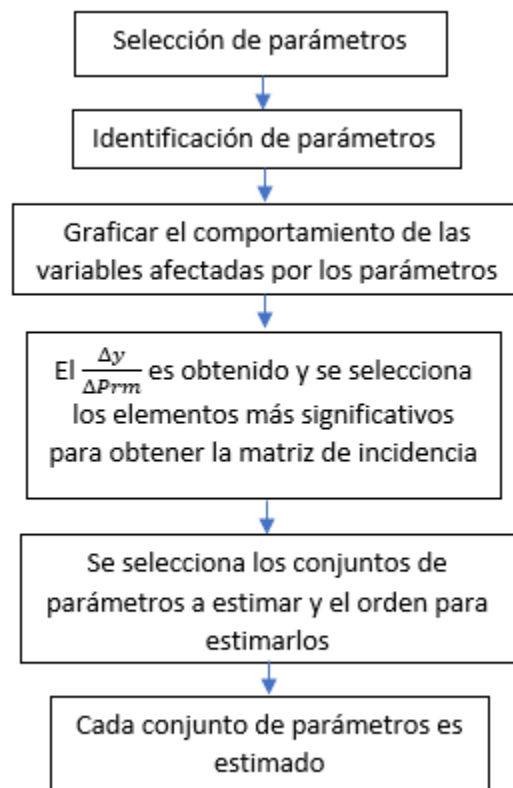 Selección de parámetros
Identificación de parámetros
Graficar el comportamiento de las
variables afectadas por los parámetros
El Δy/ΔPrm es obtenido y se selecciona
los elementos más significativos
para obtener la matriz de incidencia
Se selecciona los conjuntos de
parámetros a estimar y el orden para
estimarlos
Cada conjunto de parámetros es
estimado